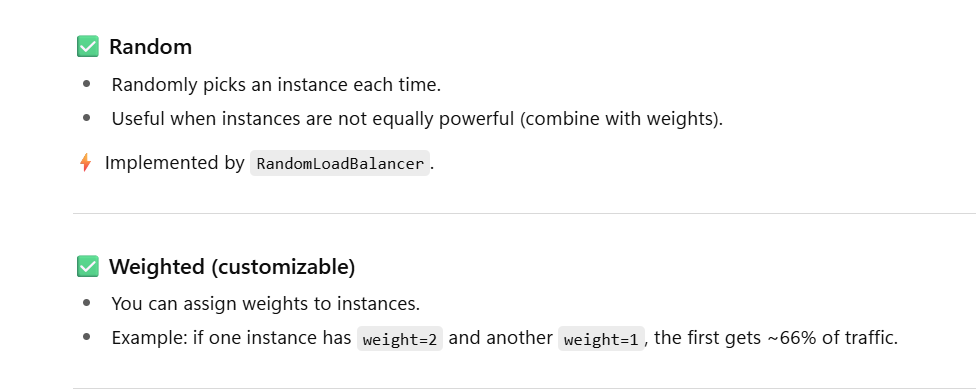 ✅ Random
• Randomly picks an instance each time.
• Useful when instances are not equally powerful (combine with weights).
⚡ Implemented by RandomLoadBalancer.
✅ Weighted (customizable)
• You can assign weights to instances.
• Example: if one instance has weight=2 and another weight=1, the first gets ~66% of traffic.